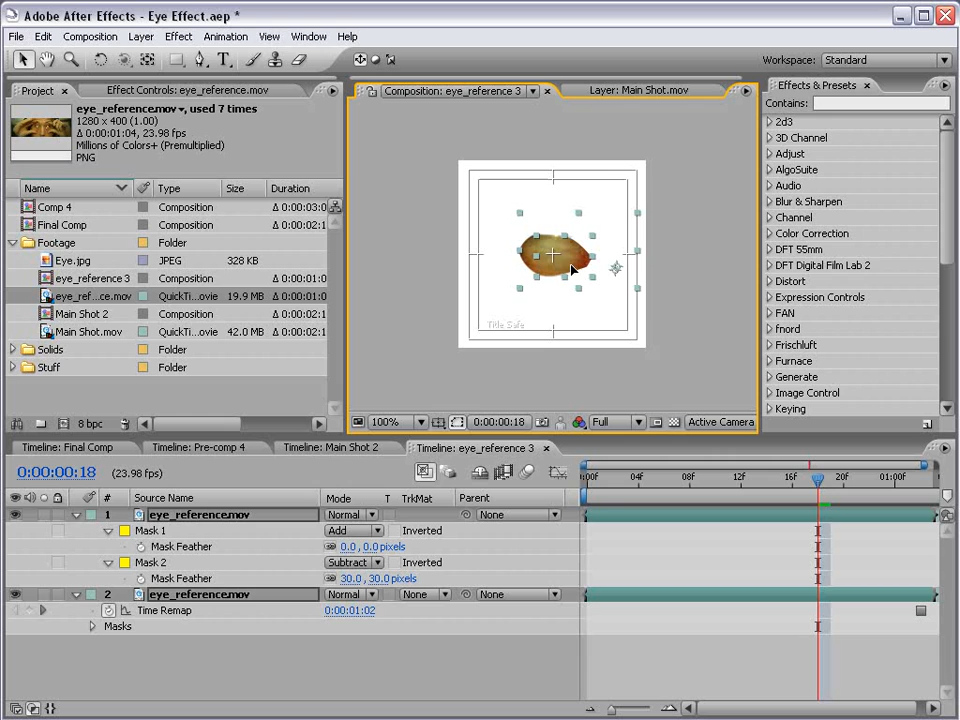 Adobe After Effects - Eye Effect.aep *
File Edit Composition Layer Effect Animation View Window Help
Workspace: Standard
Project × Effect Controls: eye_reference.mov
Composition: eye_reference 3 × Layer: Main Shot.mov
Effects & Presets ×
Contains:
eye_reference.mov, used 7 times
1280 x 400 (1.00)
Δ 0:00:01:04, 23.98 fps
Millions of Colors+ (Premultiplied)
PNG
Name Type Size Duration
Comp 4 Composition Δ 0:00:03:0
Final Comp Composition Δ 0:00:02:1
Footage Folder
Eye.jpg JPEG 328 KB
eye_reference 3 Composition Δ 0:00:01:0
eye_ref...ce.mov QuickTi...ovie 19.9 MB Δ 0:00:01:0
Main Shot 2 Composition Δ 0:00:02:1
Main Shot.mov QuickTi...ovie 42.0 MB Δ 0:00:02:1
Solids Folder
Stuff Folder
8 bpc
Title Safe
100% 0:00:00:18 Full Active Camera
2d3
3D Channel
Adjust
AlgoSuite
Audio
Blur & Sharpen
Channel
Color Correction
DFT 55mm
DFT Digital Film Lab 2
Distort
Expression Controls
FAN
fnord
Frischluft
Furnace
Generate
Image Control
Keying
Timeline: Final Comp Timeline: Pre-comp 4 Timeline: Main Shot 2 Timeline: eye_reference 3 ×
0:00:00:18 (23.98 fps)
:00F 04F 08F 12F 16F 20F 01:00F
# Source Name Mode T TrkMat Parent
1 eye_reference.mov Normal None
Mask 1 Add Inverted
Mask Feather 0.0, 0.0 pixels
Mask 2 Subtract Inverted
Mask Feather 30.0, 30.0 pixels
2 eye_reference.mov Normal None None
Time Remap 0:00:01:02
Masks